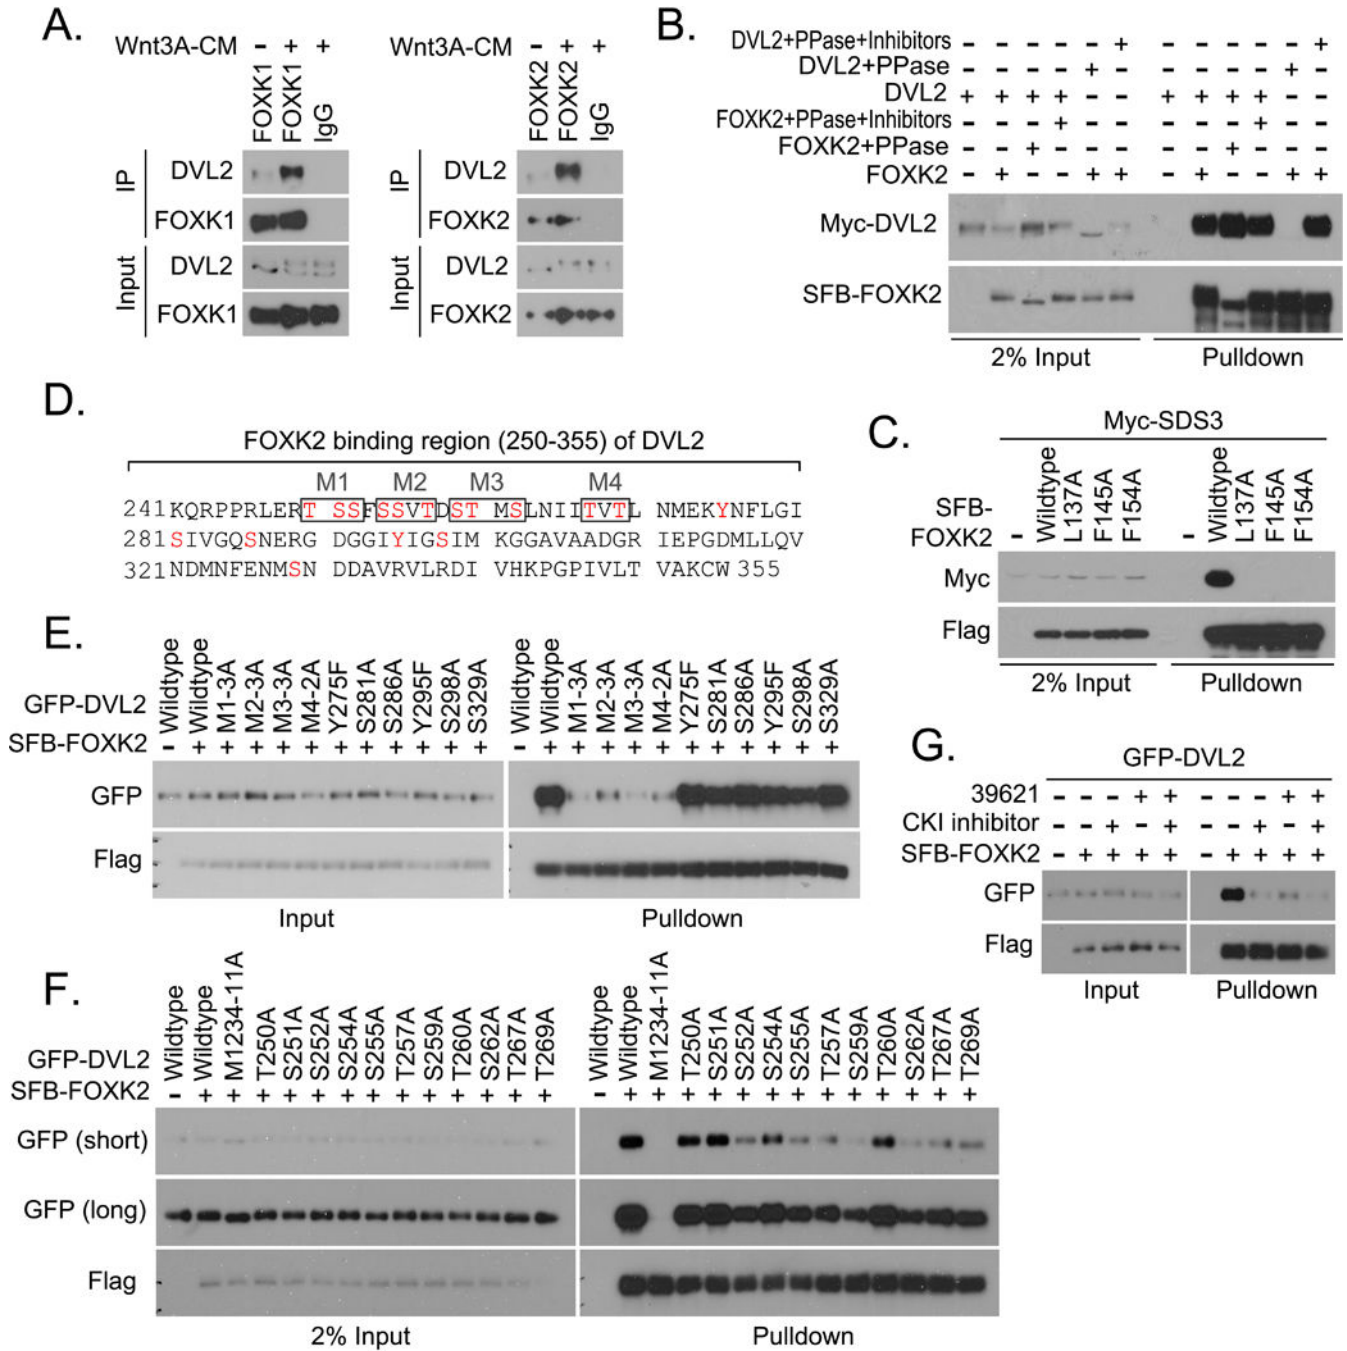 A.
Wnt3A-CM - + +
FOXK1 FOXK1 IgG
IP
DVL2
FOXK1
Input
DVL2
FOXK1
Wnt3A-CM - + +
FOXK2 FOXK2 IgG
IP
DVL2
FOXK2
Input
DVL2
FOXK2
B.
DVL2+PPase+Inhibitors - - - - - + - - - - - +
DVL2+PPase - - - - + - - - - - + -
DVL2 + + + + - - + + + + - -
FOXK2+PPase+Inhibitors - - - + - - - - - + - -
FOXK2+PPase - - + - - - - - + - - -
FOXK2 - + - - + + - + - - + +
Myc-DVL2
SFB-FOXK2
2% Input Pulldown
D.
FOXK2 binding region (250-355) of DVL2
M1 M2 M3 M4
241 KQRPPRLERT SSFSSVTDST MSLNIITVTL NMEKYNFLGI
281 SIVGQSNERG DGGIYIGSIM KGGAVAADGR IEPGDMLLQV
321 NDMNFENMSN DDAVRVLRDI VHKPGPIVLT VAKCW 355
C.
Myc-SDS3
SFB-FOXK2 - Wildtype L137A F145A F154A - Wildtype L137A F145A F154A
Myc
Flag
2% Input Pulldown
E.
GFP-DVL2 Wildtype Wildtype M1-3A M2-3A M3-3A M4-2A Y275F S281A S286A Y295F S298A S329A Wildtype Wildtype M1-3A M2-3A M3-3A M4-2A Y275F S281A S286A Y295F S298A S329A
SFB-FOXK2 - + + + + + + + + + + + - + + + + + + + + + + +
GFP
Flag
Input Pulldown
G.
GFP-DVL2
39621 - - - + + - - - + +
CKI inhibitor - - + - + - - + - +
SFB-FOXK2 - + + + + - + + + +
GFP
Flag
Input Pulldown
F.
GFP-DVL2 Wildtype Wildtype M1234-11A T250A S251A S252A S254A S255A T257A S259A T260A S262A T267A T269A Wildtype Wildtype M1234-11A T250A S251A S252A S254A S255A T257A S259A T260A S262A T267A T269A
SFB-FOXK2 - + + + + + + + + + + + + + - + + + + + + + + + + + + +
GFP (short)
GFP (long)
Flag
2% Input Pulldown